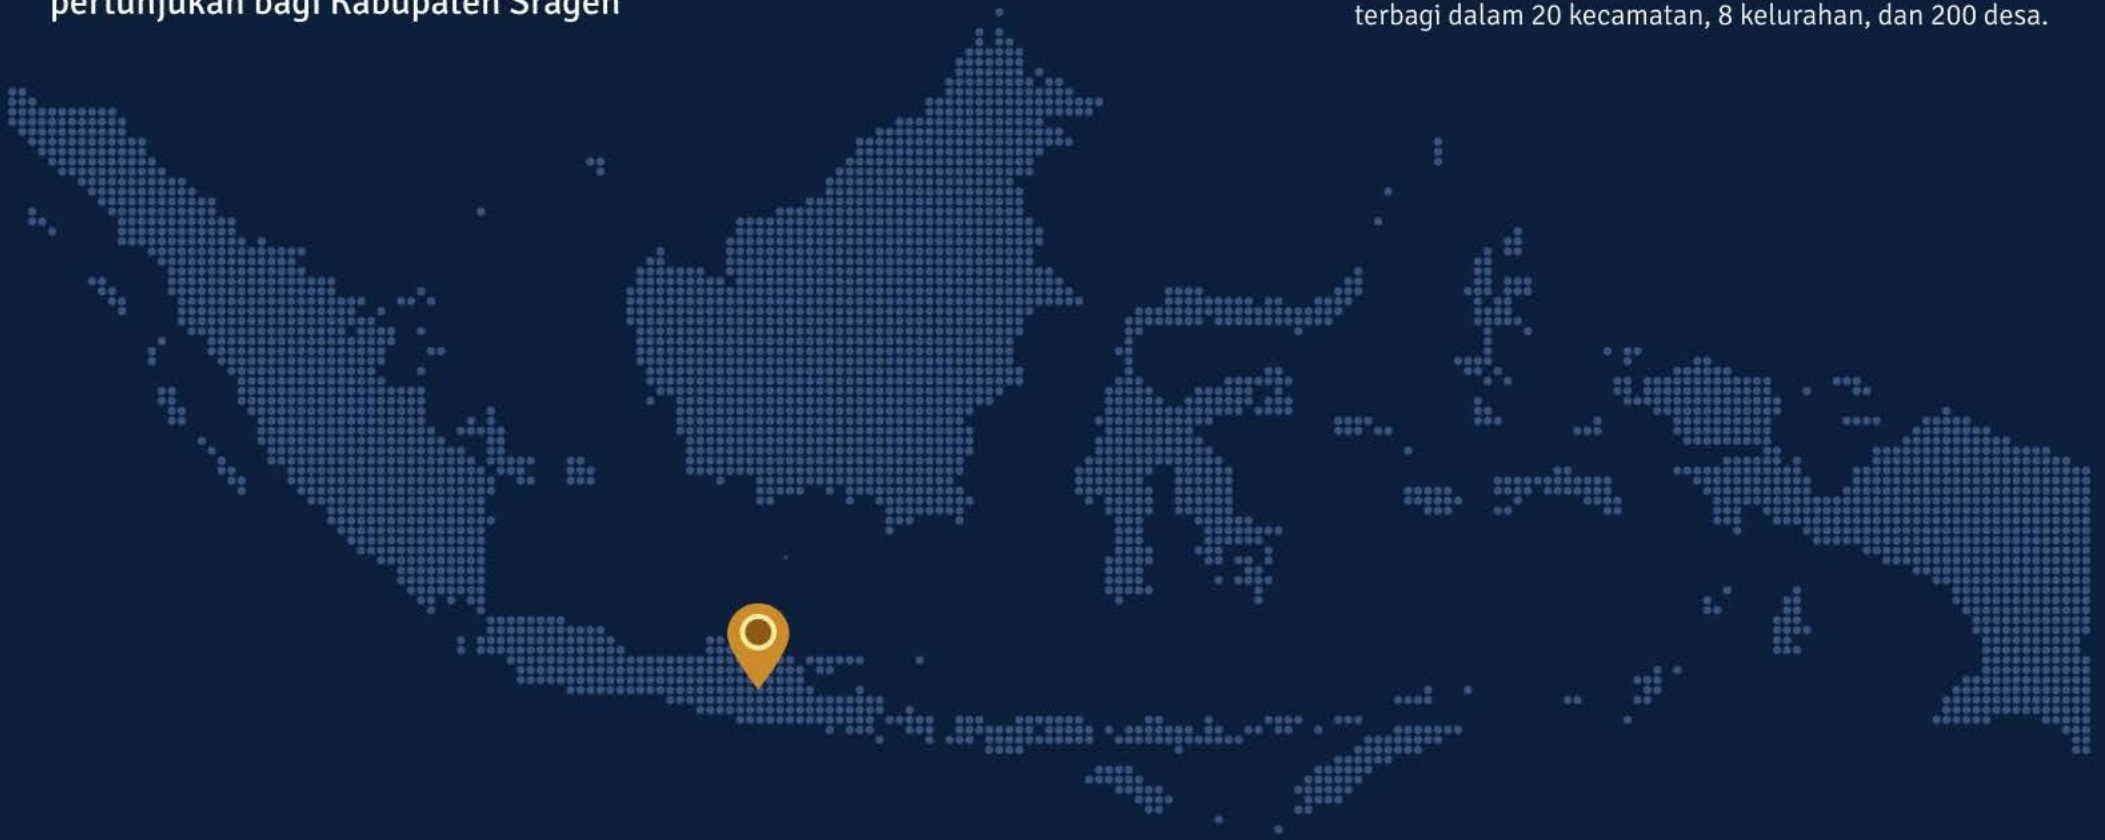 pertunjukan bagi Kabupaten Sragen
terbagi dalam 20 kecamatan, 8 kelurahan, dan 200 desa.